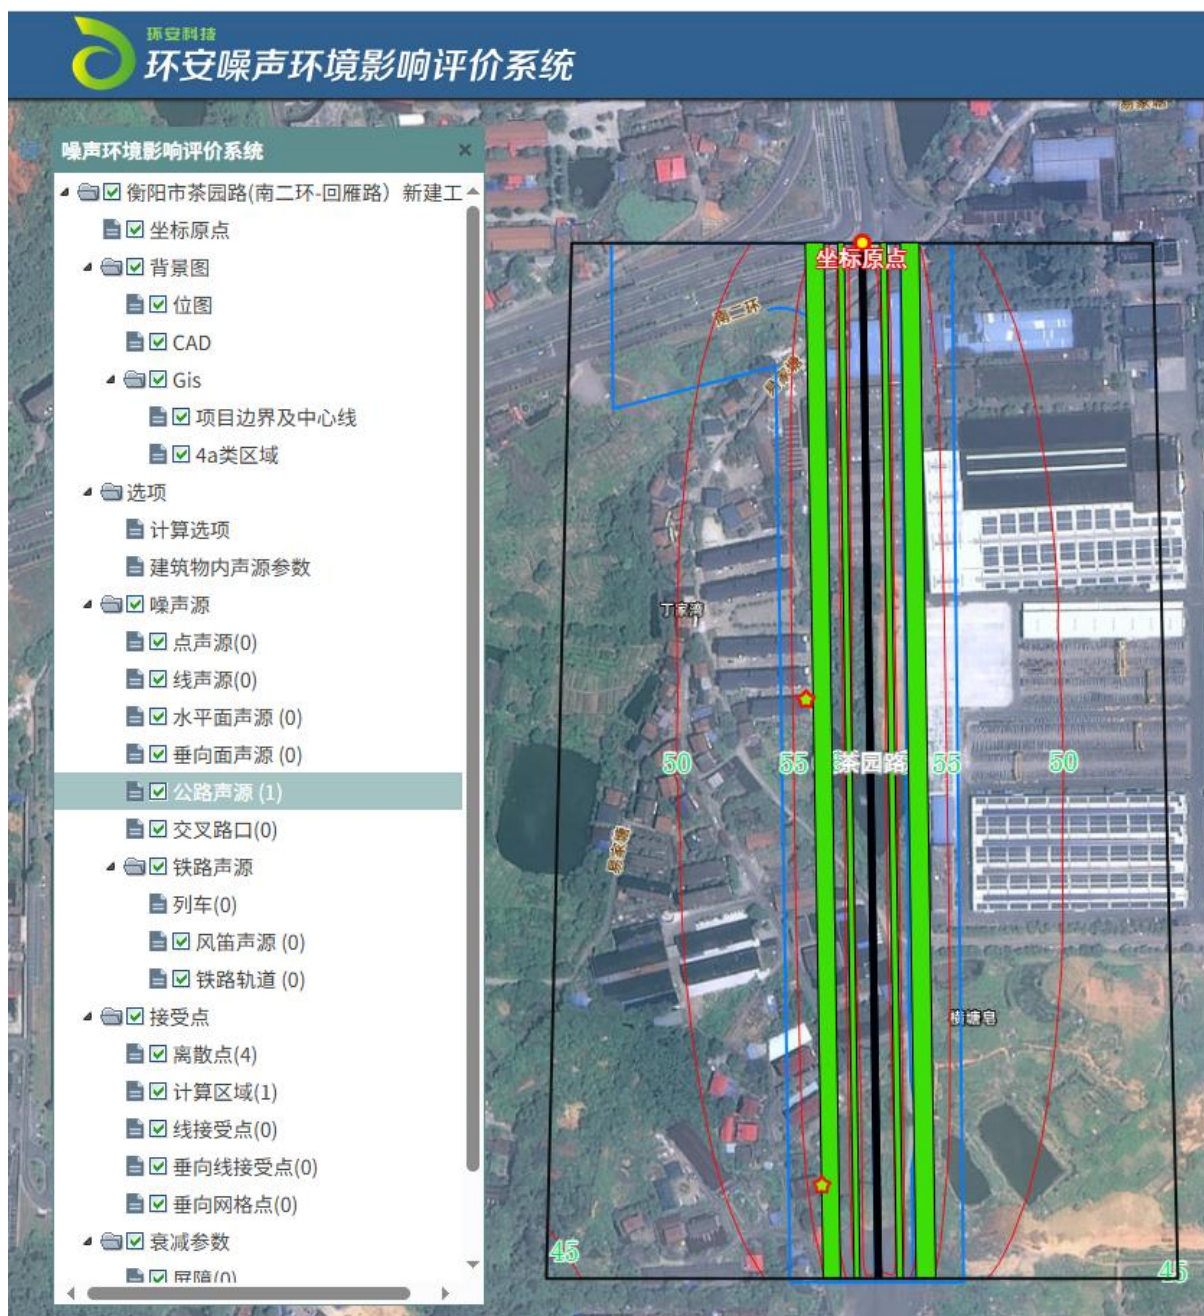 环安科技
环安噪声环境影响评价系统
噪声环境影响评价系统
衡阳市茶园路(南二环-回雁路）新建工
坐标原点
背景图
位图
CAD
Gis
项目边界及中心线
4a类区域
选项
计算选项
建筑物内声源参数
噪声源
点声源(0)
线声源(0)
水平面声源 (0)
垂向面声源 (0)
公路声源 (1)
交叉路口(0)
铁路声源
列车(0)
风笛声源 (0)
铁路轨道 (0)
接受点
离散点(4)
计算区域(1)
线接受点(0)
垂向线接受点(0)
垂向网格点(0)
衰减参数
屏障(0)
坐标原点
南二环
丁家湾
50
55
茶园路
55
50
横塘皂
45
45